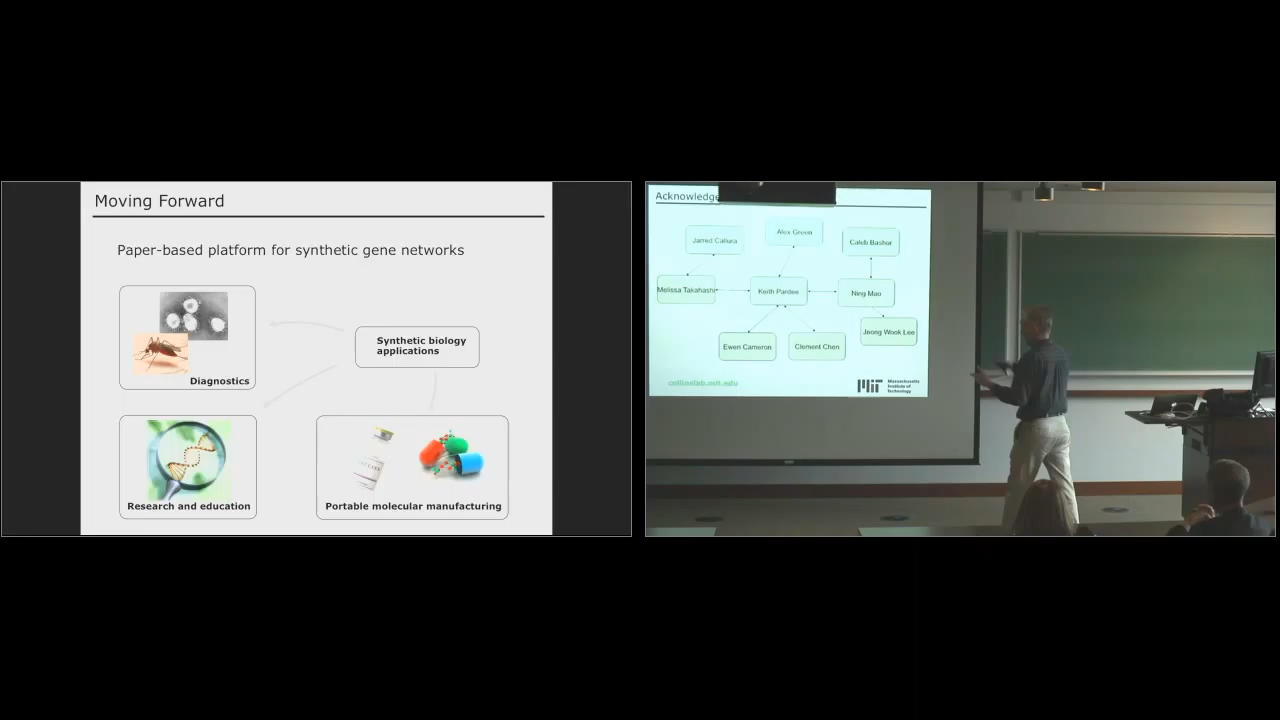 Moving Forward
Paper-based platform for synthetic gene networks
Synthetic biology
applications
Diagnostics
Research and education
Portable molecular manufacturing
Acknowledge
Jarred Callura
Alex Green
Caleb Bashor
Melissa Takahashi
Keith Pardee
Ning Mao
Ewen Cameron
Clement Chen
Jeong Wook Lee
collinslab.mit.edu
MIT
Massachusetts
Institute of
Technology